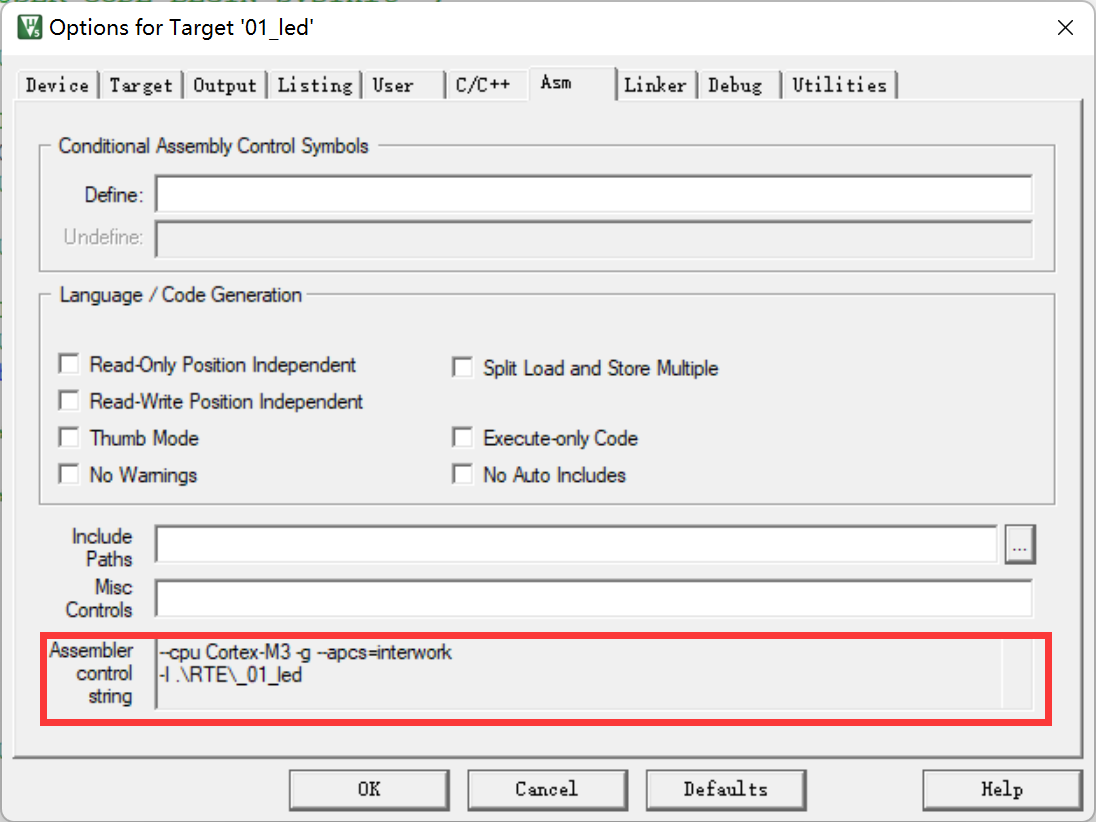 Options for Target '01_led'
Device Target Output Listing User C/C++ Asm Linker Debug Utilities
Conditional Assembly Control Symbols
Define:
Undefine:
Language / Code Generation
Read-Only Position Independent Split Load and Store Multiple
Read-Write Position Independent
Thumb Mode Execute-only Code
No Warnings No Auto Includes
Include
Paths
...
Misc
Controls
Assembler
control
string
--cpu Cortex-M3 -g --apcs=interwork
-I .\RTE\_01_led
OK Cancel Defaults Help